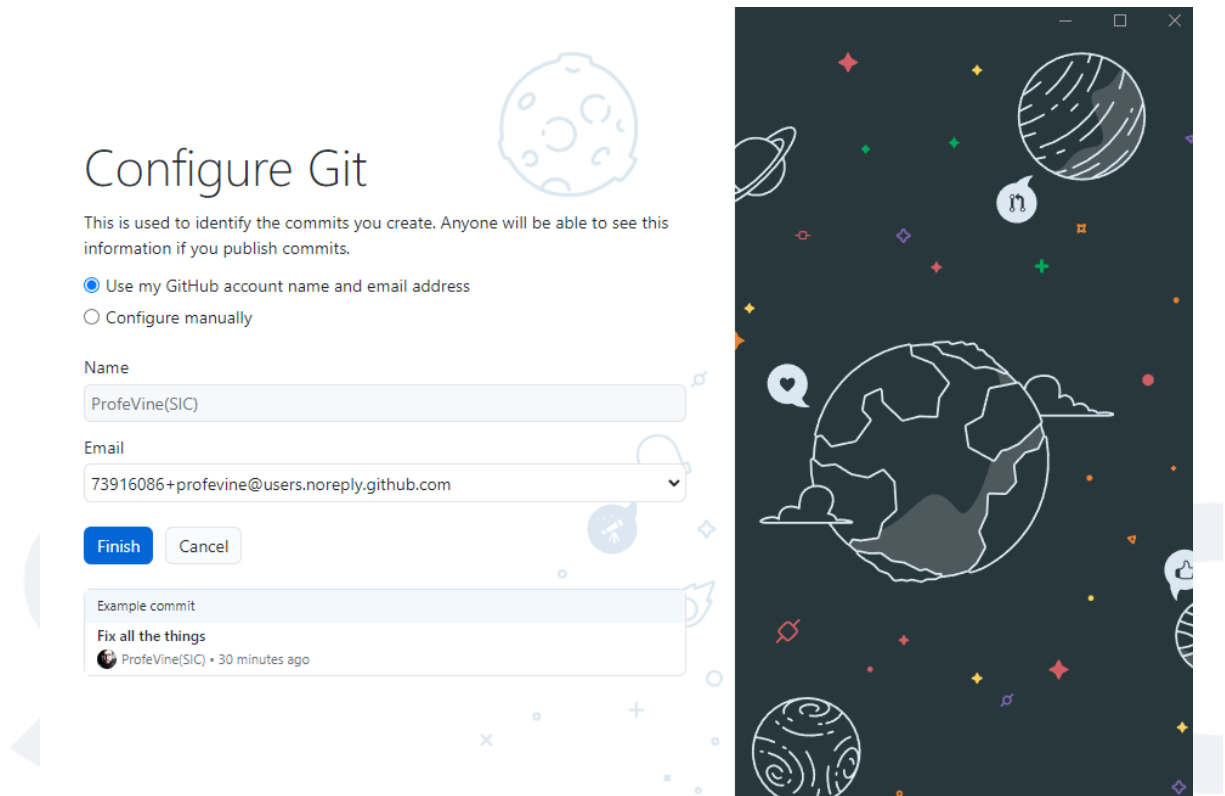 Configure Git
This is used to identify the commits you create. Anyone will be able to see this
information if you publish commits.
Use my GitHub account name and email address
Configure manually
Name
ProfeVine(SIC)
Email
73916086+profevine@users.noreply.github.com
Finish
Cancel
Example commit
Fix all the things
ProfeVine(SIC) • 30 minutes ago